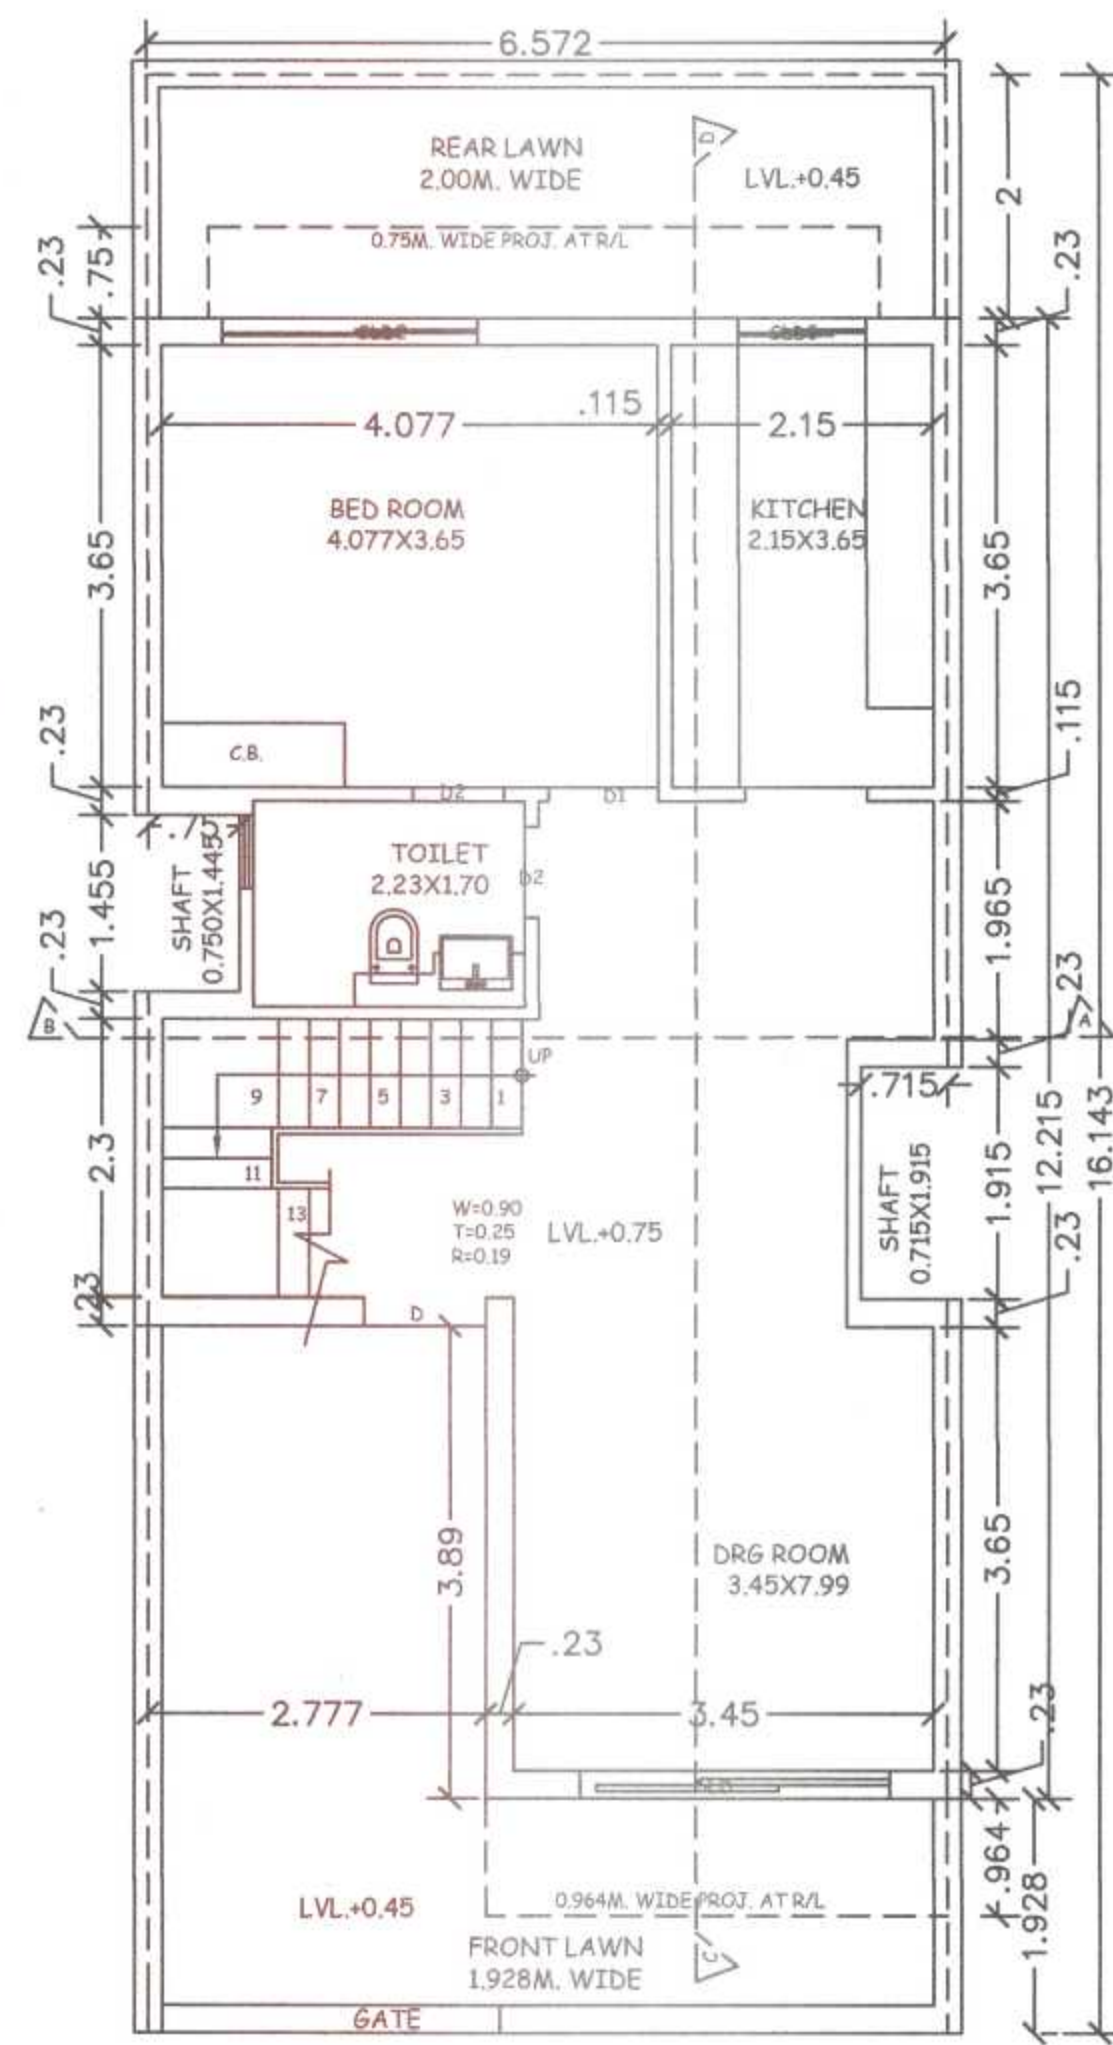 6.572
REAR LAWN
2.00M. WIDE
LVL.+0.45
2
.23
.75
0.75M. WIDE PROJ. AT R/L
.23
D
4.077
.115
2.15
BED ROOM
4.077X3.65
KITCHEN
2.15X3.65
3.65
3.65
.23
.115
C.B.
D2
D1
.75
TOILET
2.23X1.70
D2
SHAFT
0.750X1.445
1.455
1.965
.23
.23
B
A
UP
9
7
5
3
1
.715
11
13
2.3
W=0.90
T=0.25
R=0.19
LVL.+0.75
SHAFT
0.715X1.915
1.915
12.215
16.143
.23
.23
D
3.89
DRG ROOM
3.45X7.99
3.65
.23
2.777
3.45
.23
.964
1.928
LVL.+0.45
0.964M. WIDE PROJ. AT R/L
FRONT LAWN
1.928M. WIDE
C
GATE